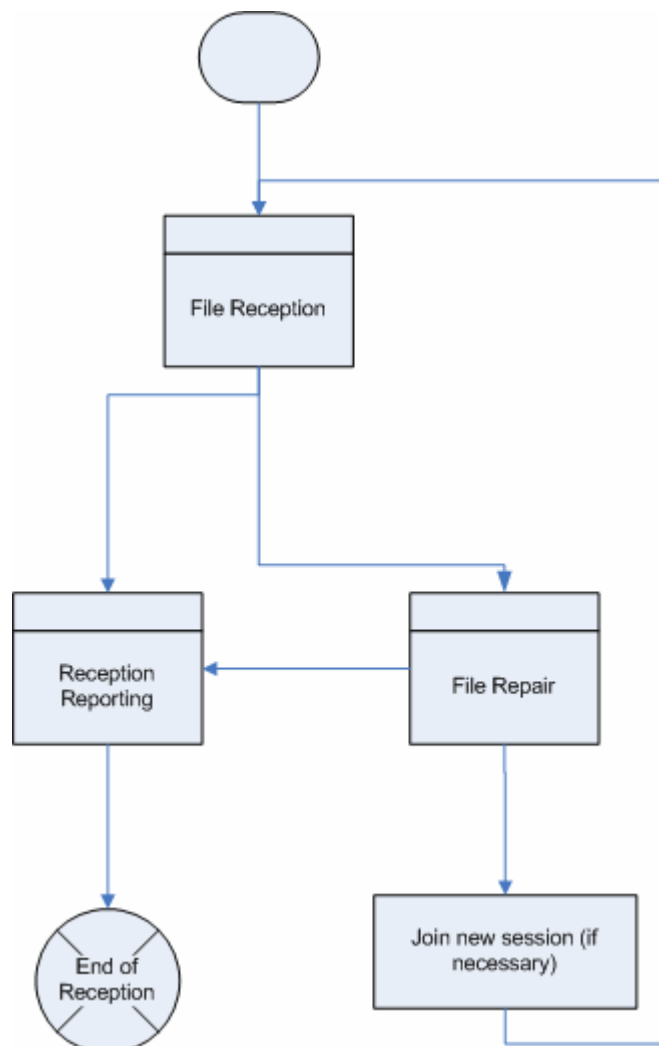 File Reception
Reception
Reporting
File Repair
Join new session (if
necessary)
End of
Reception